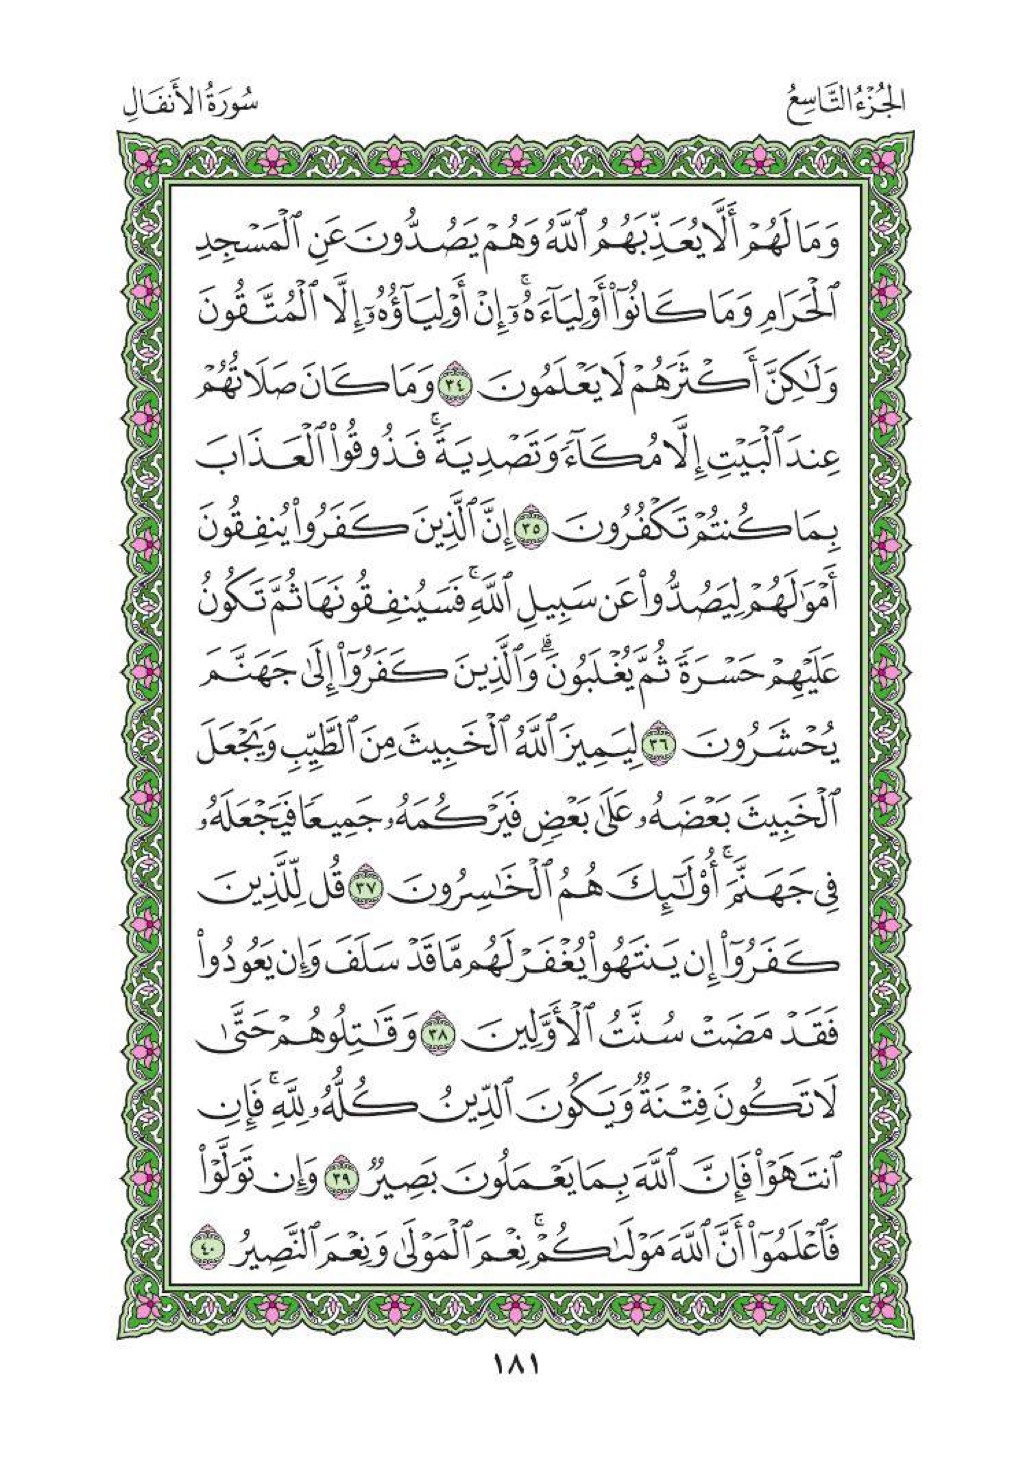 الجُزْءُ التَّاسِعُ
سُورَةُ الأَنفَالِ
وَمَا لَهُمْ أَلَّا يُعَذِّبَهُمُ ٱللَّهُ وَهُمْ يَصُدُّونَ عَنِ ٱلْمَسْجِدِ
ٱلْحَرَامِ وَمَا كَانُوٓا۟ أَوْلِيَآءَهُۥٓ ۚ إِنْ أَوْلِيَآؤُهُۥٓ إِلَّا ٱلْمُتَّقُونَ
وَلَـٰكِنَّ أَكْثَرَهُمْ لَا يَعْلَمُونَ ٣٤ وَمَا كَانَ صَلَاتُهُمْ
عِندَ ٱلْبَيْتِ إِلَّا مُكَآءً وَتَصْدِيَةً ۚ فَذُوقُوا۟ ٱلْعَذَابَ
بِمَا كُنتُمْ تَكْفُرُونَ ٣٥ إِنَّ ٱلَّذِينَ كَفَرُوا۟ يُنفِقُونَ
أَمْوَٰلَهُمْ لِيَصُدُّوا۟ عَن سَبِيلِ ٱللَّهِ ۚ فَسَيُنفِقُونَهَا ثُمَّ تَكُونُ
عَلَيْهِمْ حَسْرَةً ثُمَّ يُغْلَبُونَ ۗ وَٱلَّذِينَ كَفَرُوٓا۟ إِلَىٰ جَهَنَّمَ
يُحْشَرُونَ ٣٦ لِيَمِيزَ ٱللَّهُ ٱلْخَبِيثَ مِنَ ٱلطَّيِّبِ وَيَجْعَلَ
ٱلْخَبِيثَ بَعْضَهُۥ عَلَىٰ بَعْضٍ فَيَرْكُمَهُۥ جَمِيعًا فَيَجْعَلَهُۥ
فِى جَهَنَّمَ ۚ أُو۟لَـٰٓئِكَ هُمُ ٱلْخَـٰسِرُونَ ٣٧ قُل لِّلَّذِينَ
كَفَرُوٓا۟ إِن يَنتَهُوا۟ يُغْفَرْ لَهُم مَّا قَدْ سَلَفَ وَإِن يَعُودُوا۟
فَقَدْ مَضَتْ سُنَّتُ ٱلْأَوَّلِينَ ٣٨ وَقَـٰتِلُوهُمْ حَتَّىٰ
لَا تَكُونَ فِتْنَةٌ وَيَكُونَ ٱلدِّينُ كُلُّهُۥ لِلَّهِ ۚ فَإِنِ
ٱنتَهَوْا۟ فَإِنَّ ٱللَّهَ بِمَا يَعْمَلُونَ بَصِيرٌ ٣٩ وَإِن تَوَلَّوْا۟
فَٱعْلَمُوٓا۟ أَنَّ ٱللَّهَ مَوْلَىٰكُمْ ۚ نِعْمَ ٱلْمَوْلَىٰ وَنِعْمَ ٱلنَّصِيرُ ٤٠
١٨١